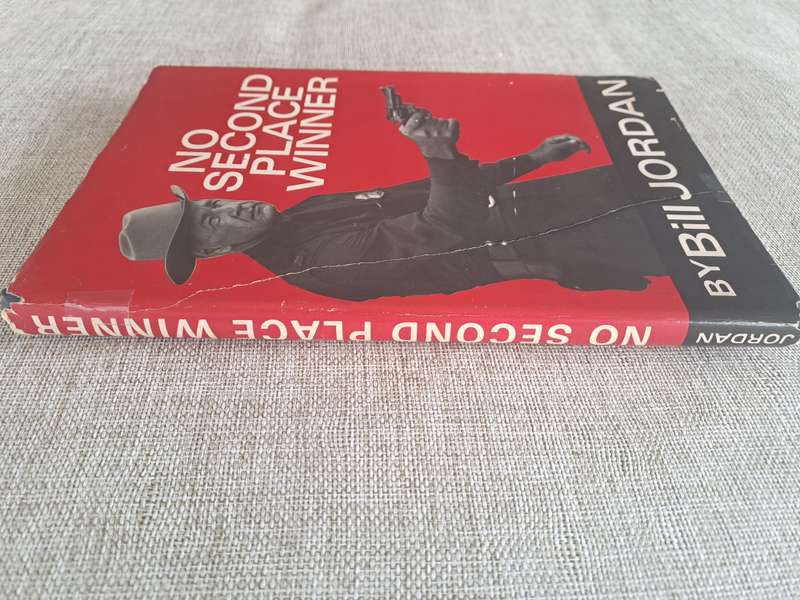 NO
SECOND
PLACE
WINNER
BY Bill JORDAN
NO SECOND PLACE WINNER
JORDAN